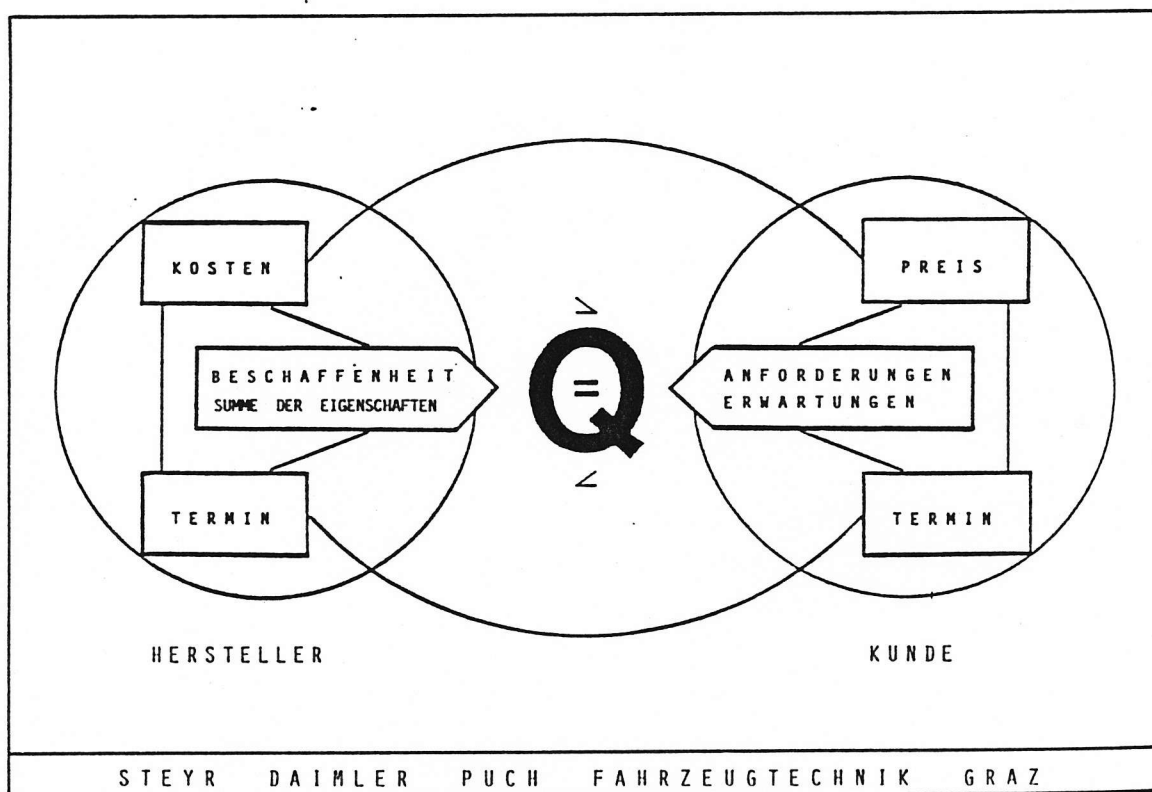 KOSTEN
PREIS
>
BESCHAFFENHEIT
SUMME DER EIGENSCHAFTEN
Q
=
ANFORDERUNGEN
ERWARTUNGEN
<
TERMIN
TERMIN
HERSTELLER
KUNDE
STEYR DAIMLER PUCH FAHRZEUGTECHNIK GRAZ